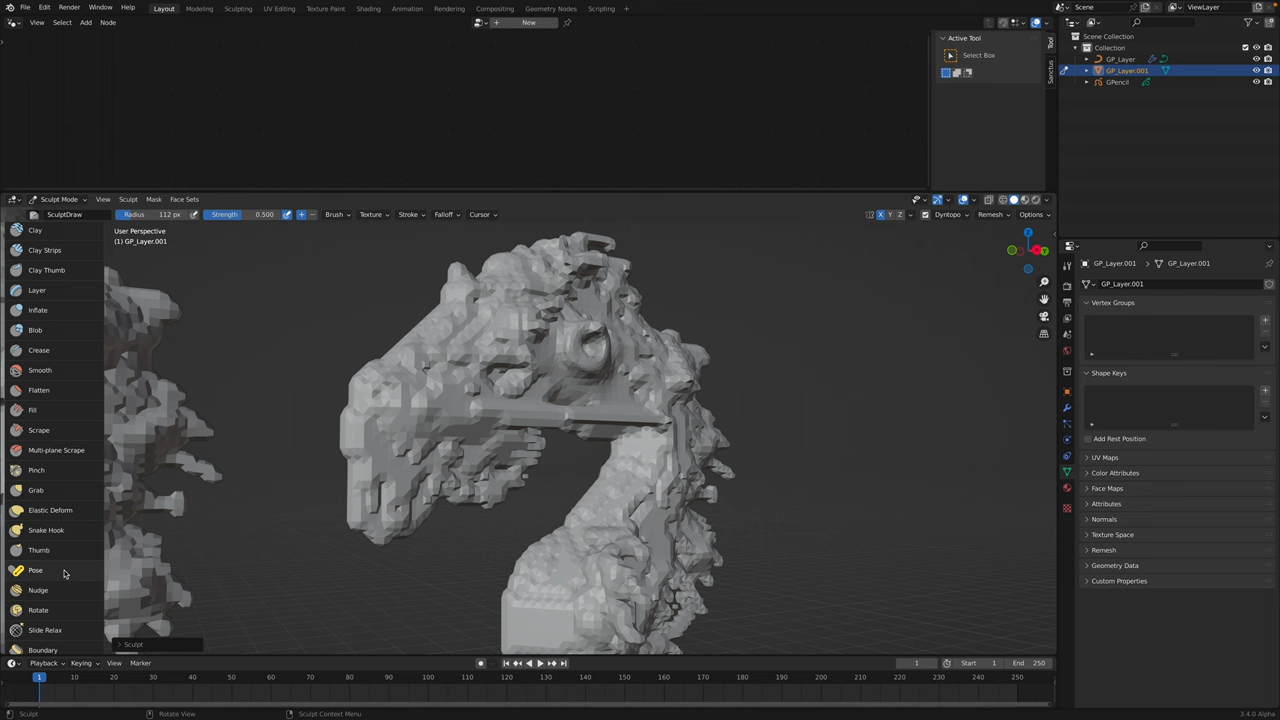 File Edit Render Window Help Layout Modeling Sculpting UV Editing Texture Paint Shading Animation Rendering Compositing Geometry Nodes Scripting + Scene ViewLayer
View Select Add Node + New
Active Tool
Select Box
Tool
Sanctus
Scene Collection
Collection
GP_Layer
GP_Layer.001
GPencil
Sculpt Mode View Sculpt Mask Face Sets
SculptDraw Radius 112 px Strength 0.500 Brush Texture Stroke Falloff Cursor X Y Z Dyntopo Remesh Options
Clay
Clay Strips
Clay Thumb
Layer
Inflate
Blob
Crease
Smooth
Flatten
Fill
Scrape
Multi-plane Scrape
Pinch
Grab
Elastic Deform
Snake Hook
Thumb
Pose
Nudge
Rotate
Slide Relax
Boundary
User Perspective
(1) GP_Layer.001
Z
Y
Sculpt
GP_Layer.001 GP_Layer.001
GP_Layer.001
Vertex Groups
Shape Keys
Add Rest Position
UV Maps
Color Attributes
Face Maps
Attributes
Normals
Texture Space
Remesh
Geometry Data
Custom Properties
Playback Keying View Marker 1 Start 1 End 250
1 10 20 30 40 50 60 70 80 90 100 110 120 130 140 150 160 170 180 190 200 210 220 230 240 250
Sculpt Rotate View Sculpt Context Menu 3.4.0 Alpha